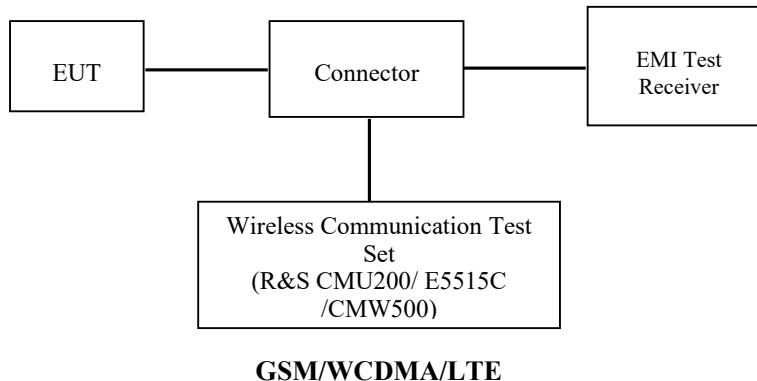 EUT
Connector
EMI Test
Receiver
Wireless Communication Test
Set
(R&S CMU200/ E5515C
/CMW500)
GSM/WCDMA/LTE